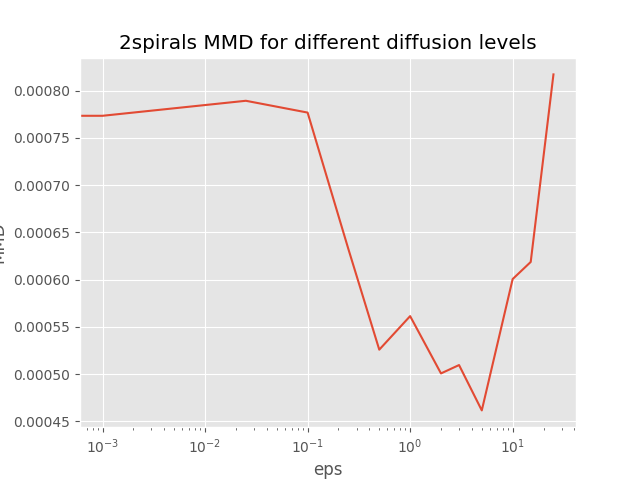 2spirals MMD for different diffusion levels
0.00080
0.00075
0.00070
0.00065
0.00060
0.00055
0.00050
0.00045
MMD
10⁻³ 10⁻² 10⁻¹ 10⁰ 10¹
eps